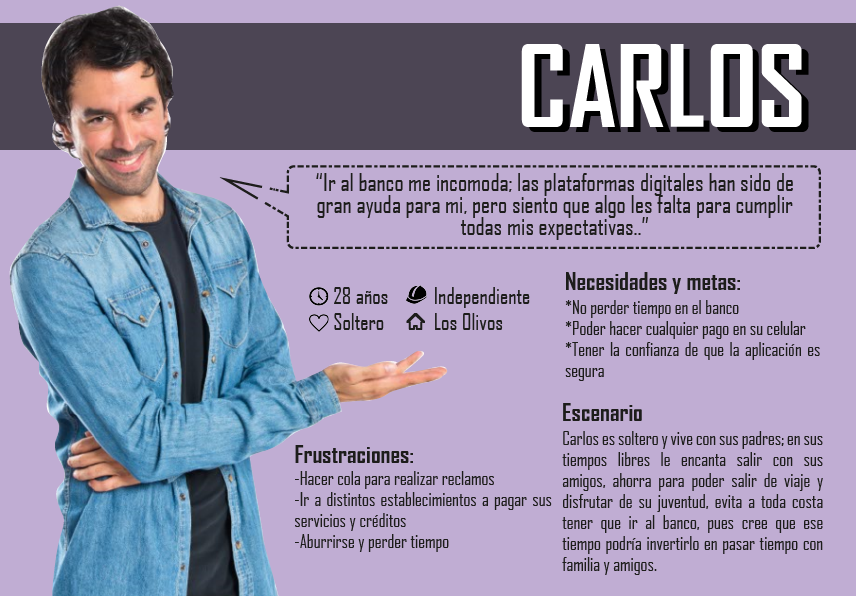 CARLOS
“Ir al banco me incomoda; las plataformas digitales han sido de
gran ayuda para mi, pero siento que algo les falta para cumplir
todas mis expectativas..”
28 años
Independiente
Soltero
Los Olivos
Necesidades y metas:
*No perder tiempo en el banco
*Poder hacer cualquier pago en su celular
*Tener la confianza de que la aplicación es
segura
Frustraciones:
-Hacer cola para realizar reclamos
-Ir a distintos establecimientos a pagar sus
servicios y créditos
-Aburrirse y perder tiempo
Escenario
Carlos es soltero y vive con sus padres; en sus
tiempos libres le encanta salir con sus
amigos, ahorra para poder salir de viaje y
disfrutar de su juventud, evita a toda costa
tener que ir al banco, pues cree que ese
tiempo podría invertirlo en pasar tiempo con
familia y amigos.